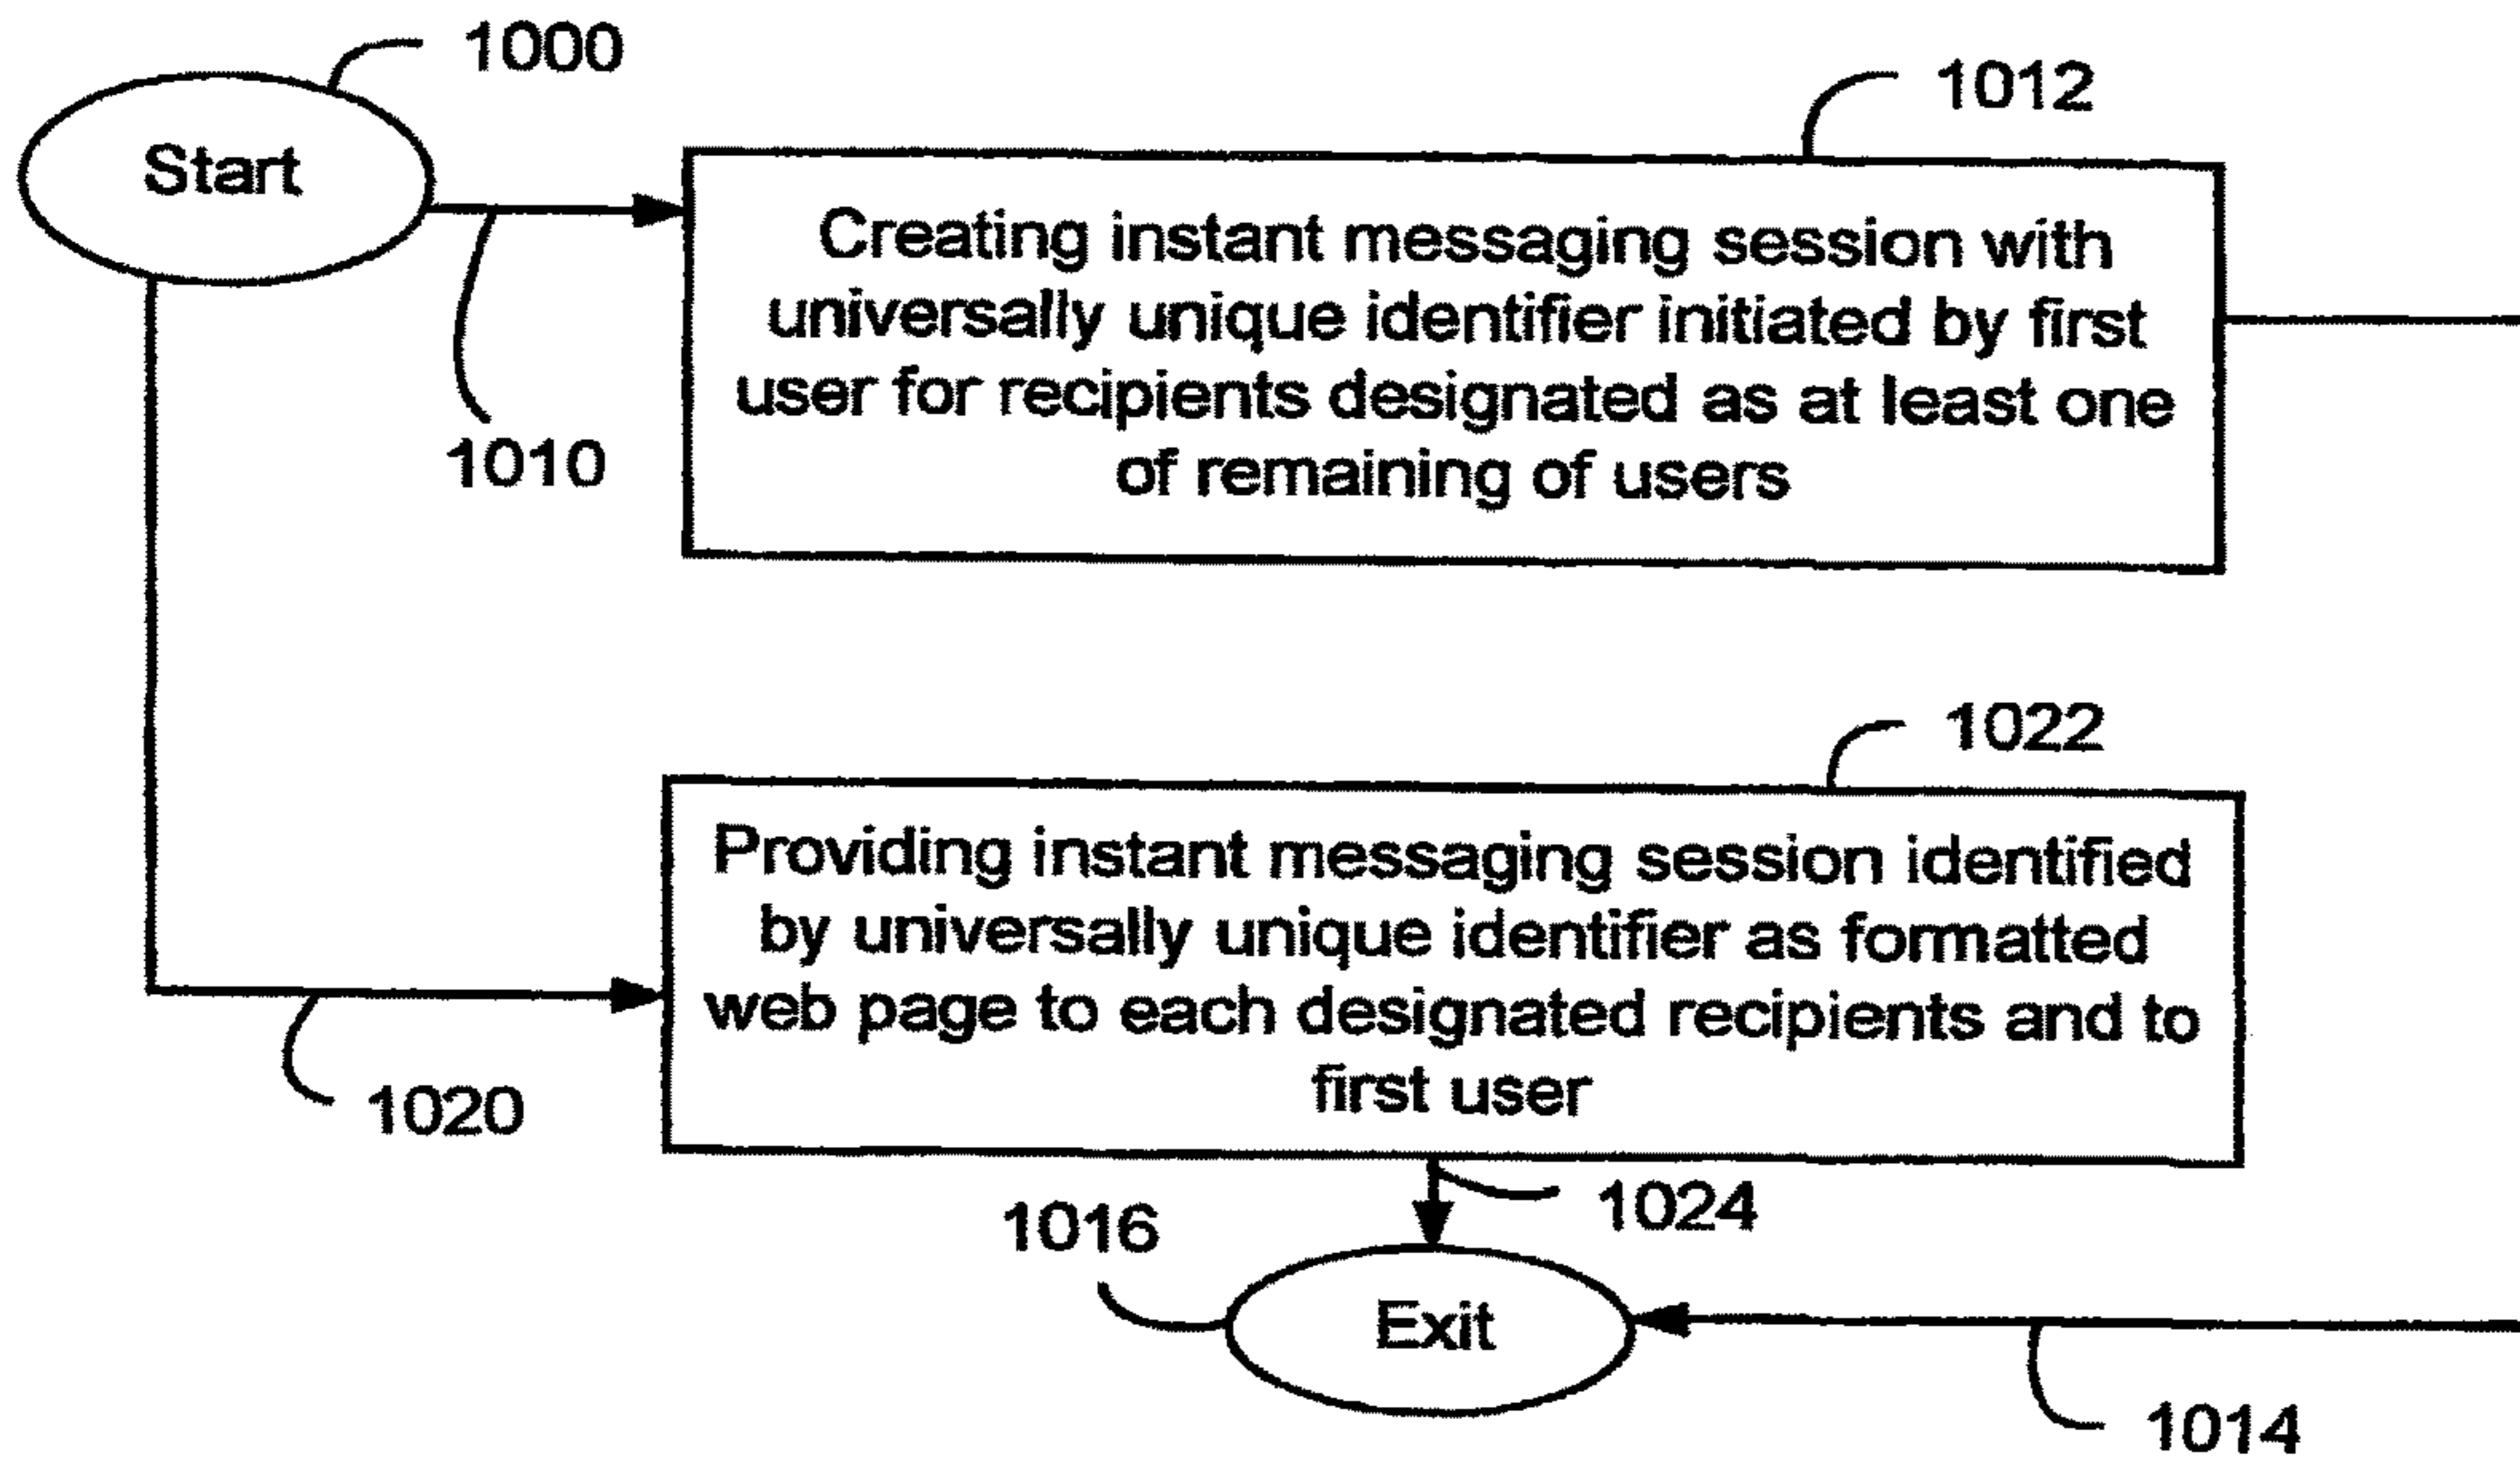 1000
Start
1012
Creating instant messaging session with
universally unique identifier initiated by first
user for recipients designated as at least one
of remaining of users
1010
1022
Providing instant messaging session identified
by universally unique identifier as formatted
web page to each designated recipients and to
first user
1020
1024
1016
Exit
1014